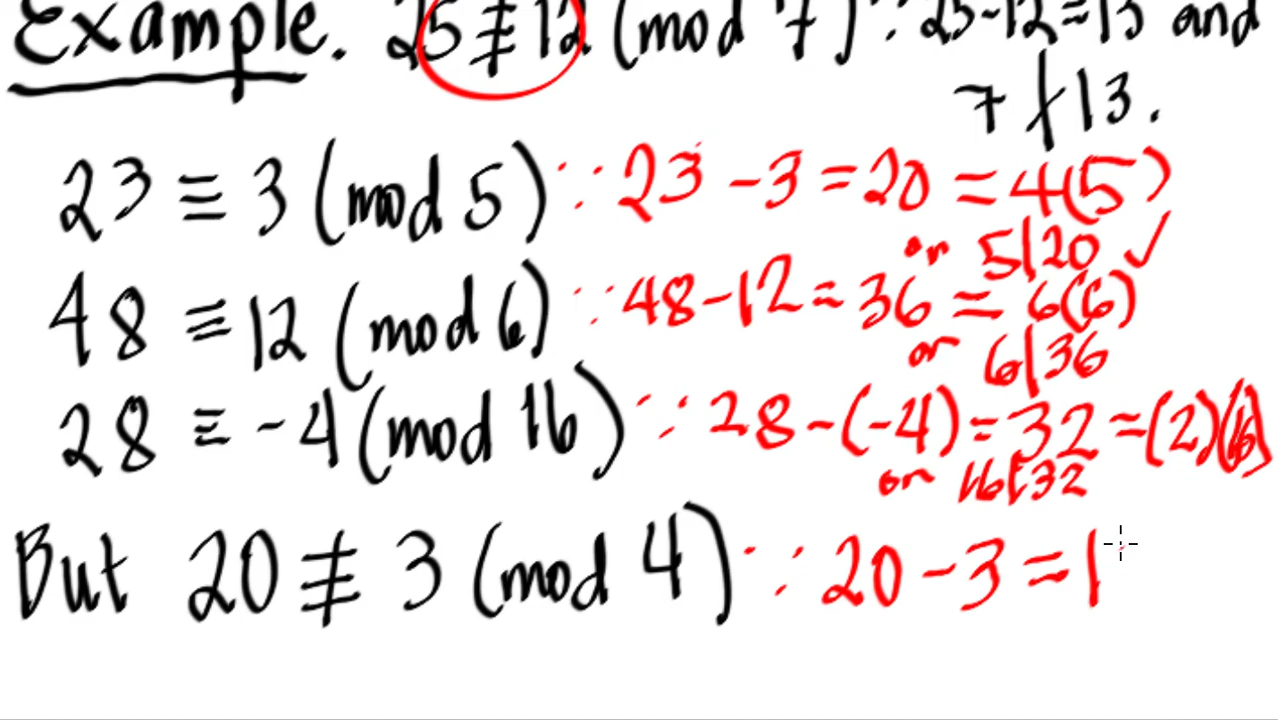 Example. 25 ≢ 12 (mod 7) ∵ 25-12=13 and
7 ∤ 13.
23 ≡ 3 (mod 5) ∵ 23 - 3 = 20 = 4(5)
or 5|20 ✓
48 ≡ 12 (mod 6) ∵ 48-12 = 36 = 6(6)
or 6|36
28 ≡ -4 (mod 16) ∵ 28-(-4) = 32 = (2)(16)
or 16|32
But 20 ≢ 3 (mod 4) ∵ 20 - 3 = 1